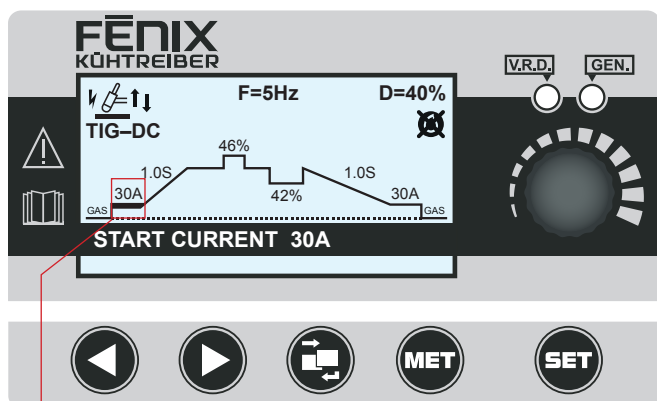 FĒNIX
KÜHTREIBER
V.R.D. GEN.
F=5Hz D=40%
TIG–DC
46%
1.0S 1.0S
30A 42% 30A
GAS GAS
START CURRENT 30A
MET SET